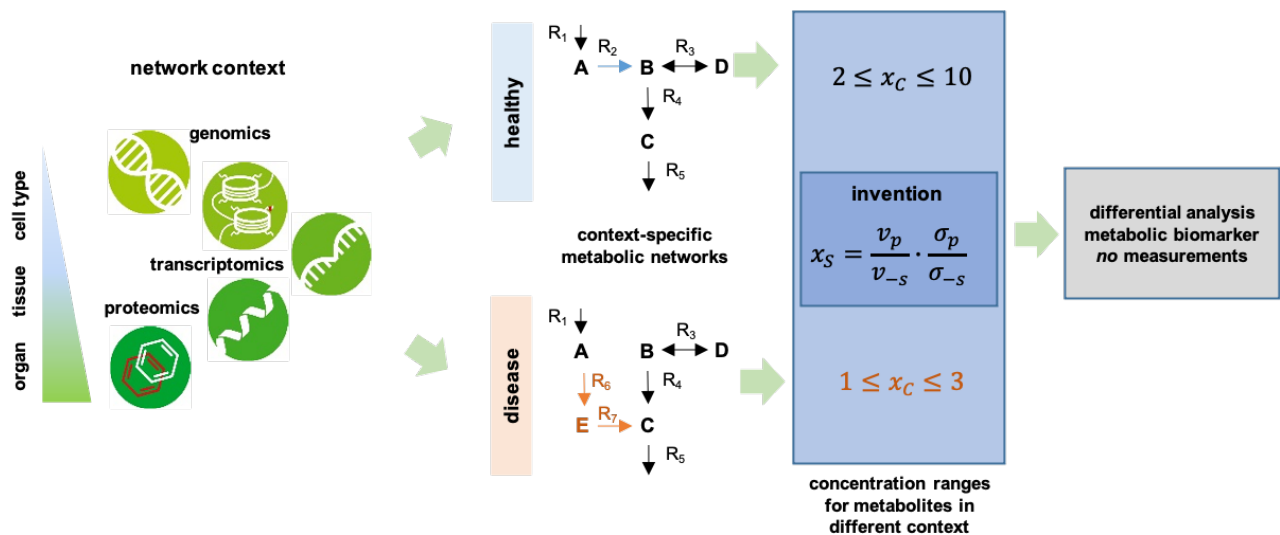 network context
genomics
transcriptomics
proteomics
cell type
tissue
organ
healthy
R1
A
R2
B
R3
D
R4
C
R5
context-specific
metabolic networks
disease
R1
A
B
R3
D
R6
R4
E
R7
C
R5
2 ≤ xC ≤ 10
invention
xS = vp/v−s · σp/σ−s
1 ≤ xC ≤ 3
concentration ranges
for metabolites in
different context
differential analysis
metabolic biomarker
no measurements